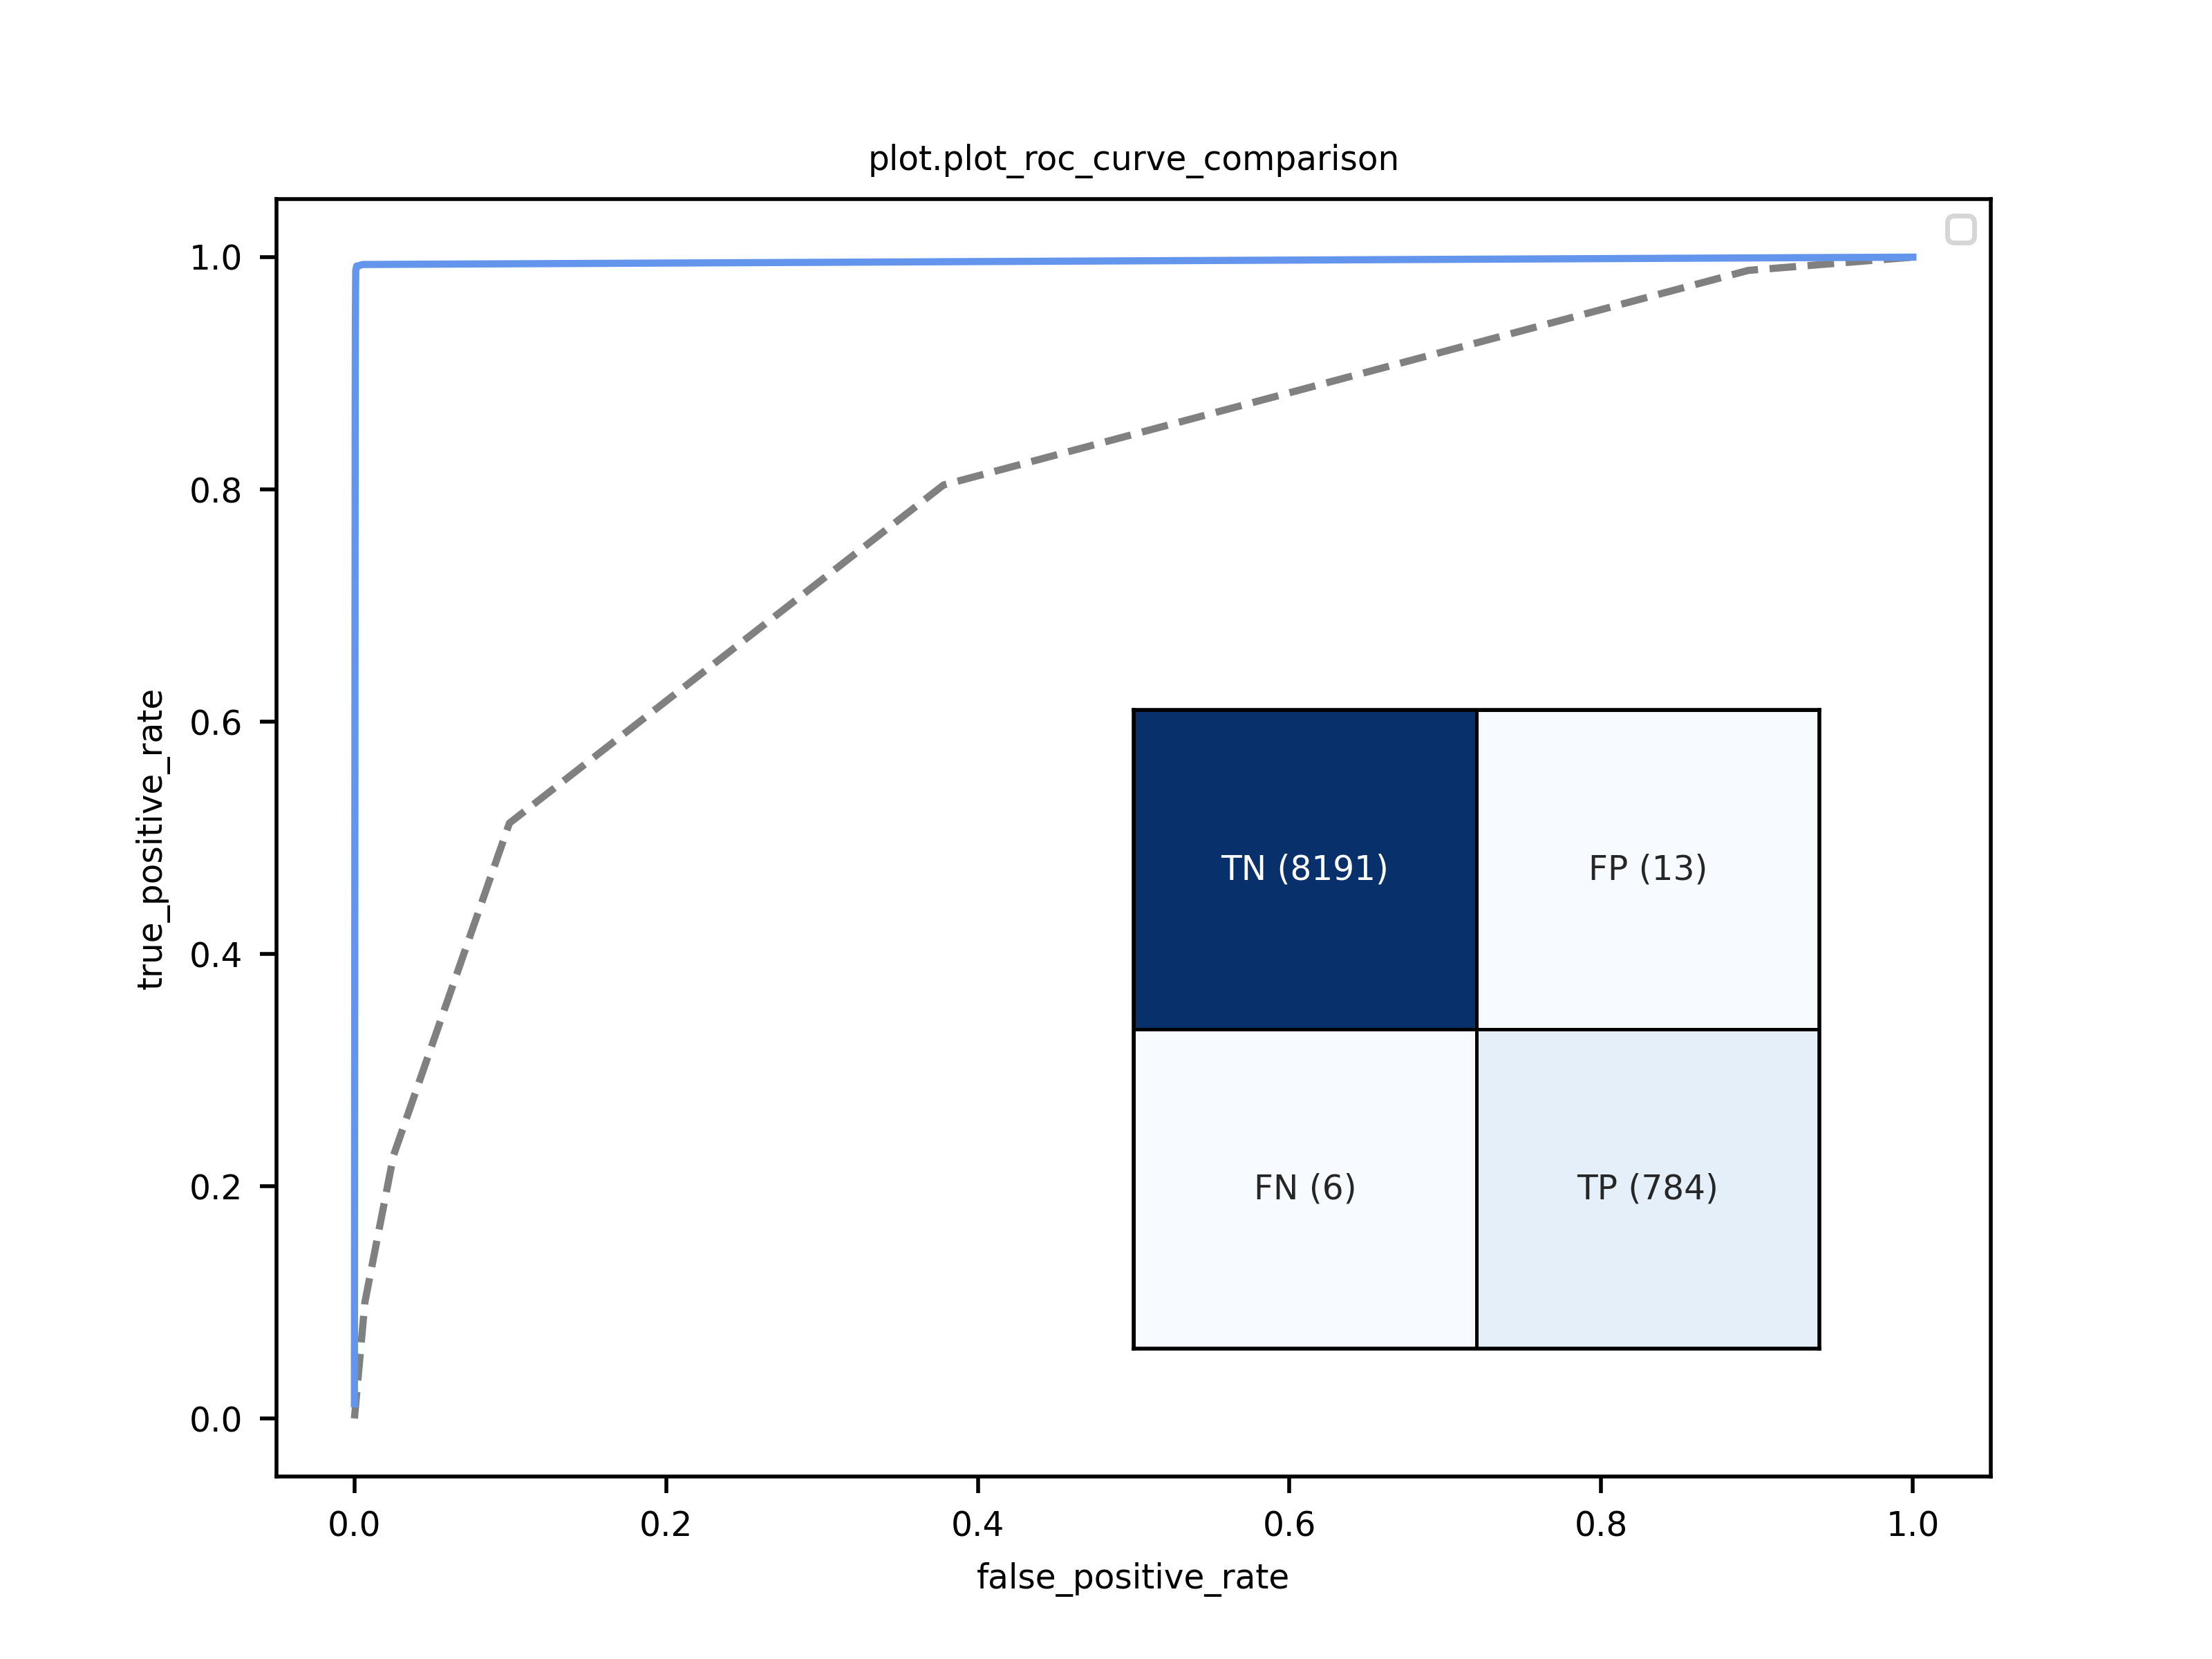 plot.plot_roc_curve_comparison
1.0
0.8
0.6
0.4
0.2
0.0
true_positive_rate
TN (8191)
FP (13)
FN (6)
TP (784)
0.0
0.2
0.4
0.6
0.8
1.0
false_positive_rate